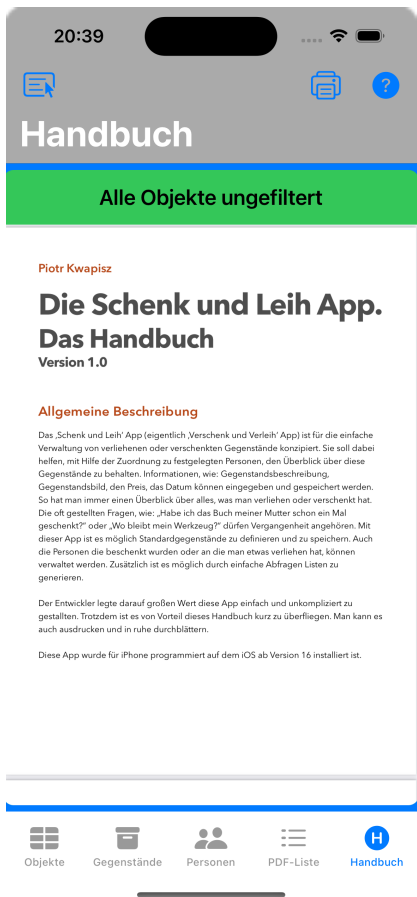 20:39
Handbuch
Alle Objekte ungefiltert
Piotr Kwapisz
Die Schenk und Leih App.
Das Handbuch
Version 1.0
Allgemeine Beschreibung
Das ‚Schenk und Leih' App (eigentlich ‚Verschenk und Verleih' App) ist für die einfache
Verwaltung von verliehenen oder verschenkten Gegenstände konzipiert. Sie soll dabei
helfen, mit Hilfe der Zuordnung zu festgelegten Personen, den Überblick über diese
Gegenstände zu behalten. Informationen, wie: Gegenstandsbeschreibung,
Gegenstandsbild, den Preis, das Datum können eingegeben und gespeichert werden.
So hat man immer einen Überblick über alles, was man verliehen oder verschenkt hat.
Die oft gestellten Fragen, wie: „Habe ich das Buch meiner Mutter schon ein Mal
geschenkt?" oder „Wo bleibt mein Werkzeug?" dürfen Vergangenheit angehören. Mit
dieser App ist es möglich Standardgegenstände zu definieren und zu speichern. Auch
die Personen die beschenkt wurden oder an die man etwas verliehen hat, können
verwaltet werden. Zusätzlich ist es möglich durch einfache Abfragen Listen zu
generieren.
Der Entwickler legte darauf großen Wert diese App einfach und unkompliziert zu
gestallten. Trotzdem ist es von Vorteil dieses Handbuch kurz zu überfliegen. Man kann es
auch ausdrucken und in ruhe durchblättern.
Diese App wurde für iPhone programmiert auf dem iOS ab Version 16 installiert ist.
Objekte Gegenstände Personen PDF-Liste Handbuch